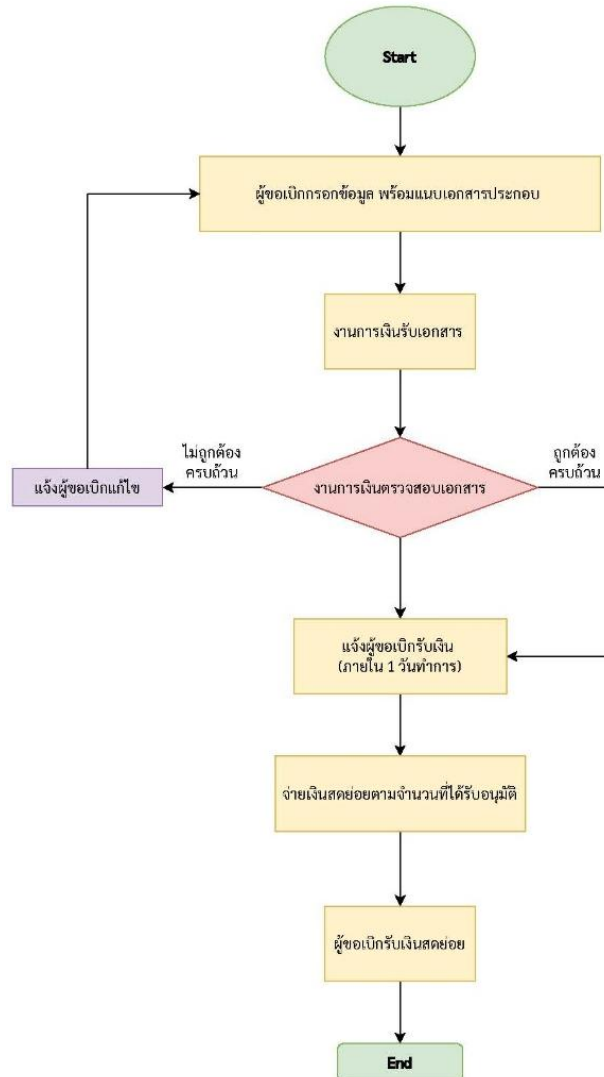 Start
ผู้ขอเบิกกรอกข้อมูล พร้อมแนบเอกสารประกอบ
งานการเงินรับเอกสาร
ไม่ถูกต้อง
ครบถ้วน
ถูกต้อง
ครบถ้วน
แจ้งผู้ขอเบิกแก้ไข
งานการเงินตรวจสอบเอกสาร
แจ้งผู้ขอเบิกรับเงิน
(ภายใน 1 วันทำการ)
จ่ายเงินสดย่อยตามจำนวนที่ได้รับอนุมัติ
ผู้ขอเบิกรับเงินสดย่อย
End